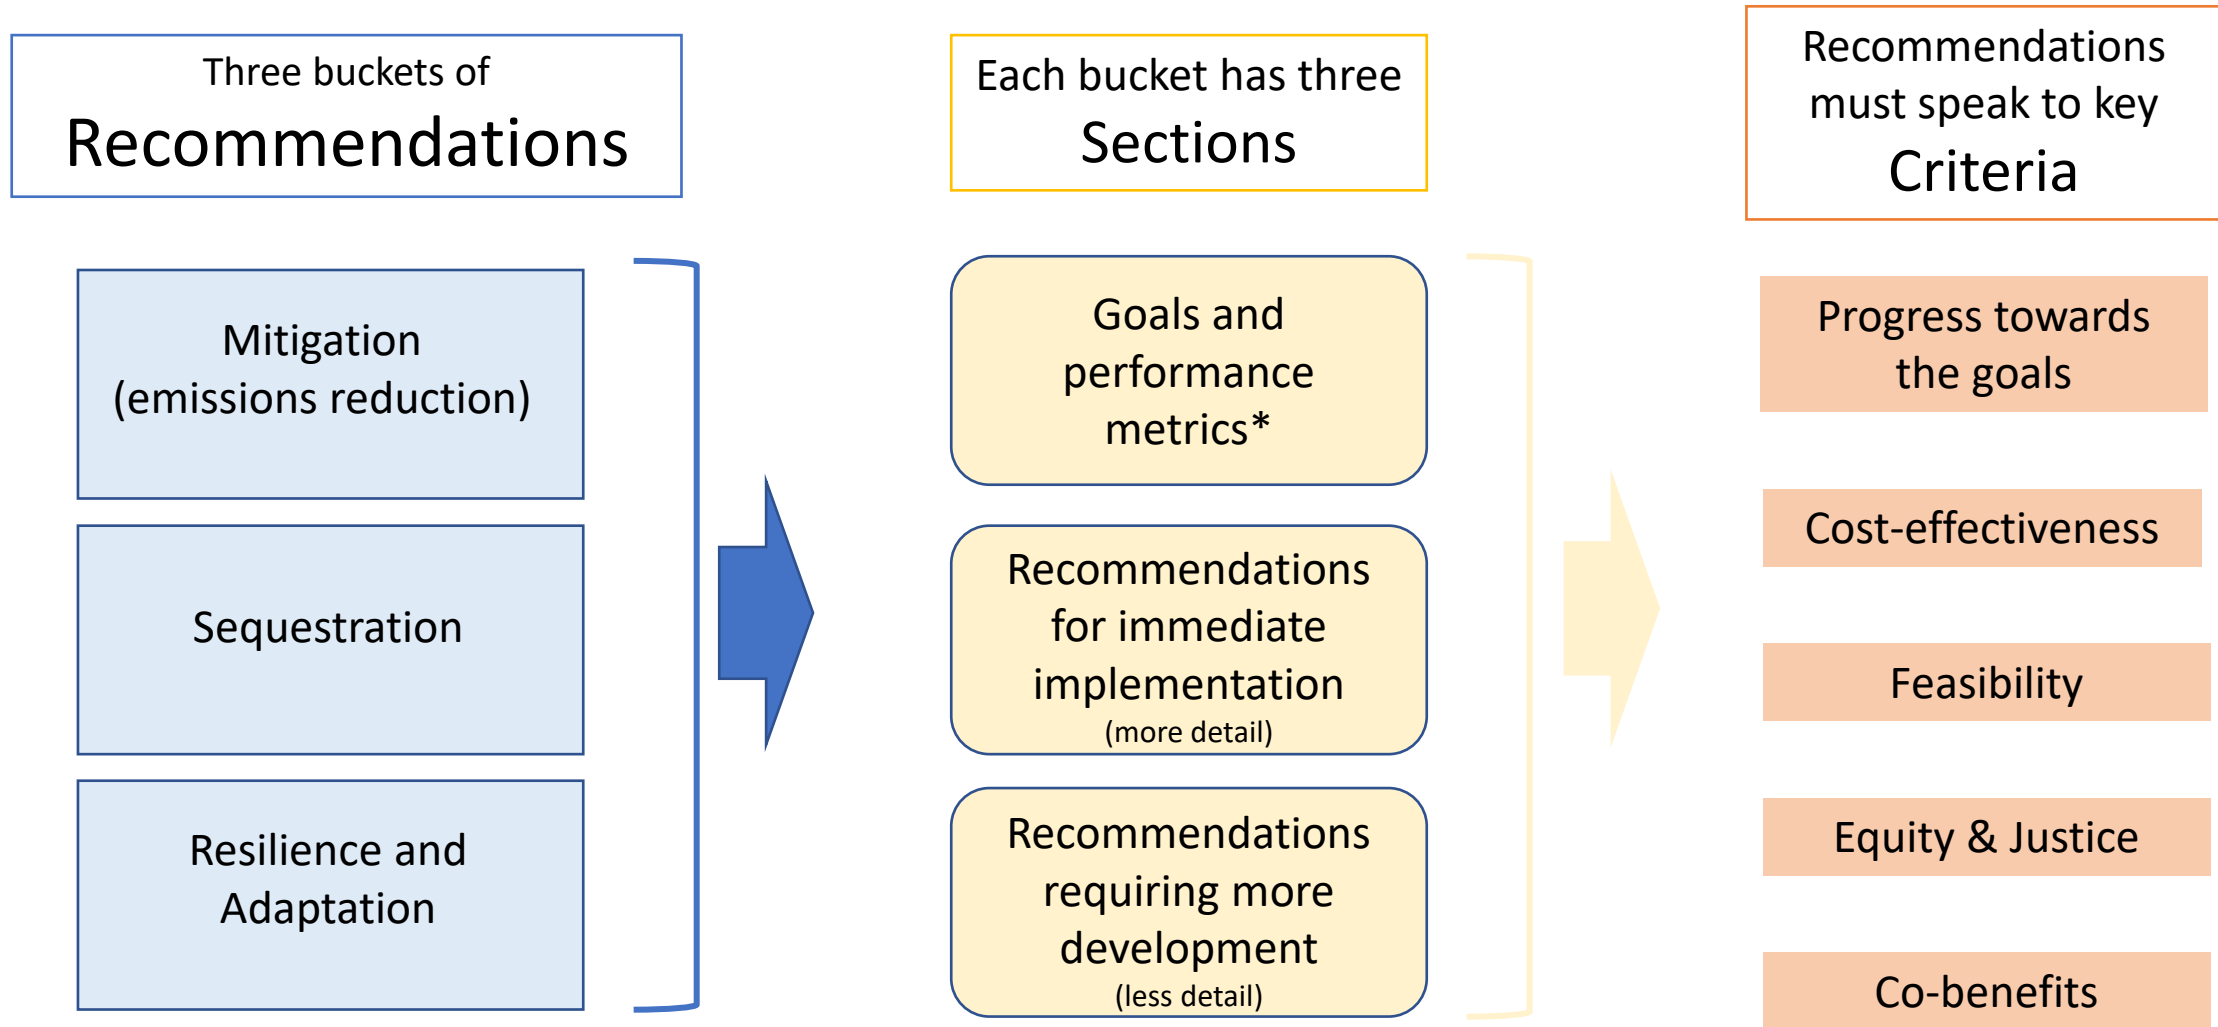 Three buckets of
Recommendations
Mitigation
(emissions reduction)
Sequestration
Resilience and
Adaptation
Each bucket has three
Sections
Goals and
performance
metrics*
Recommendations
for immediate
implementation
(more detail)
Recommendations
requiring more
development
(less detail)
Recommendations
must speak to key
Criteria
Progress towards
the goals
Cost-effectiveness
Feasibility
Equity & Justice
Co-benefits